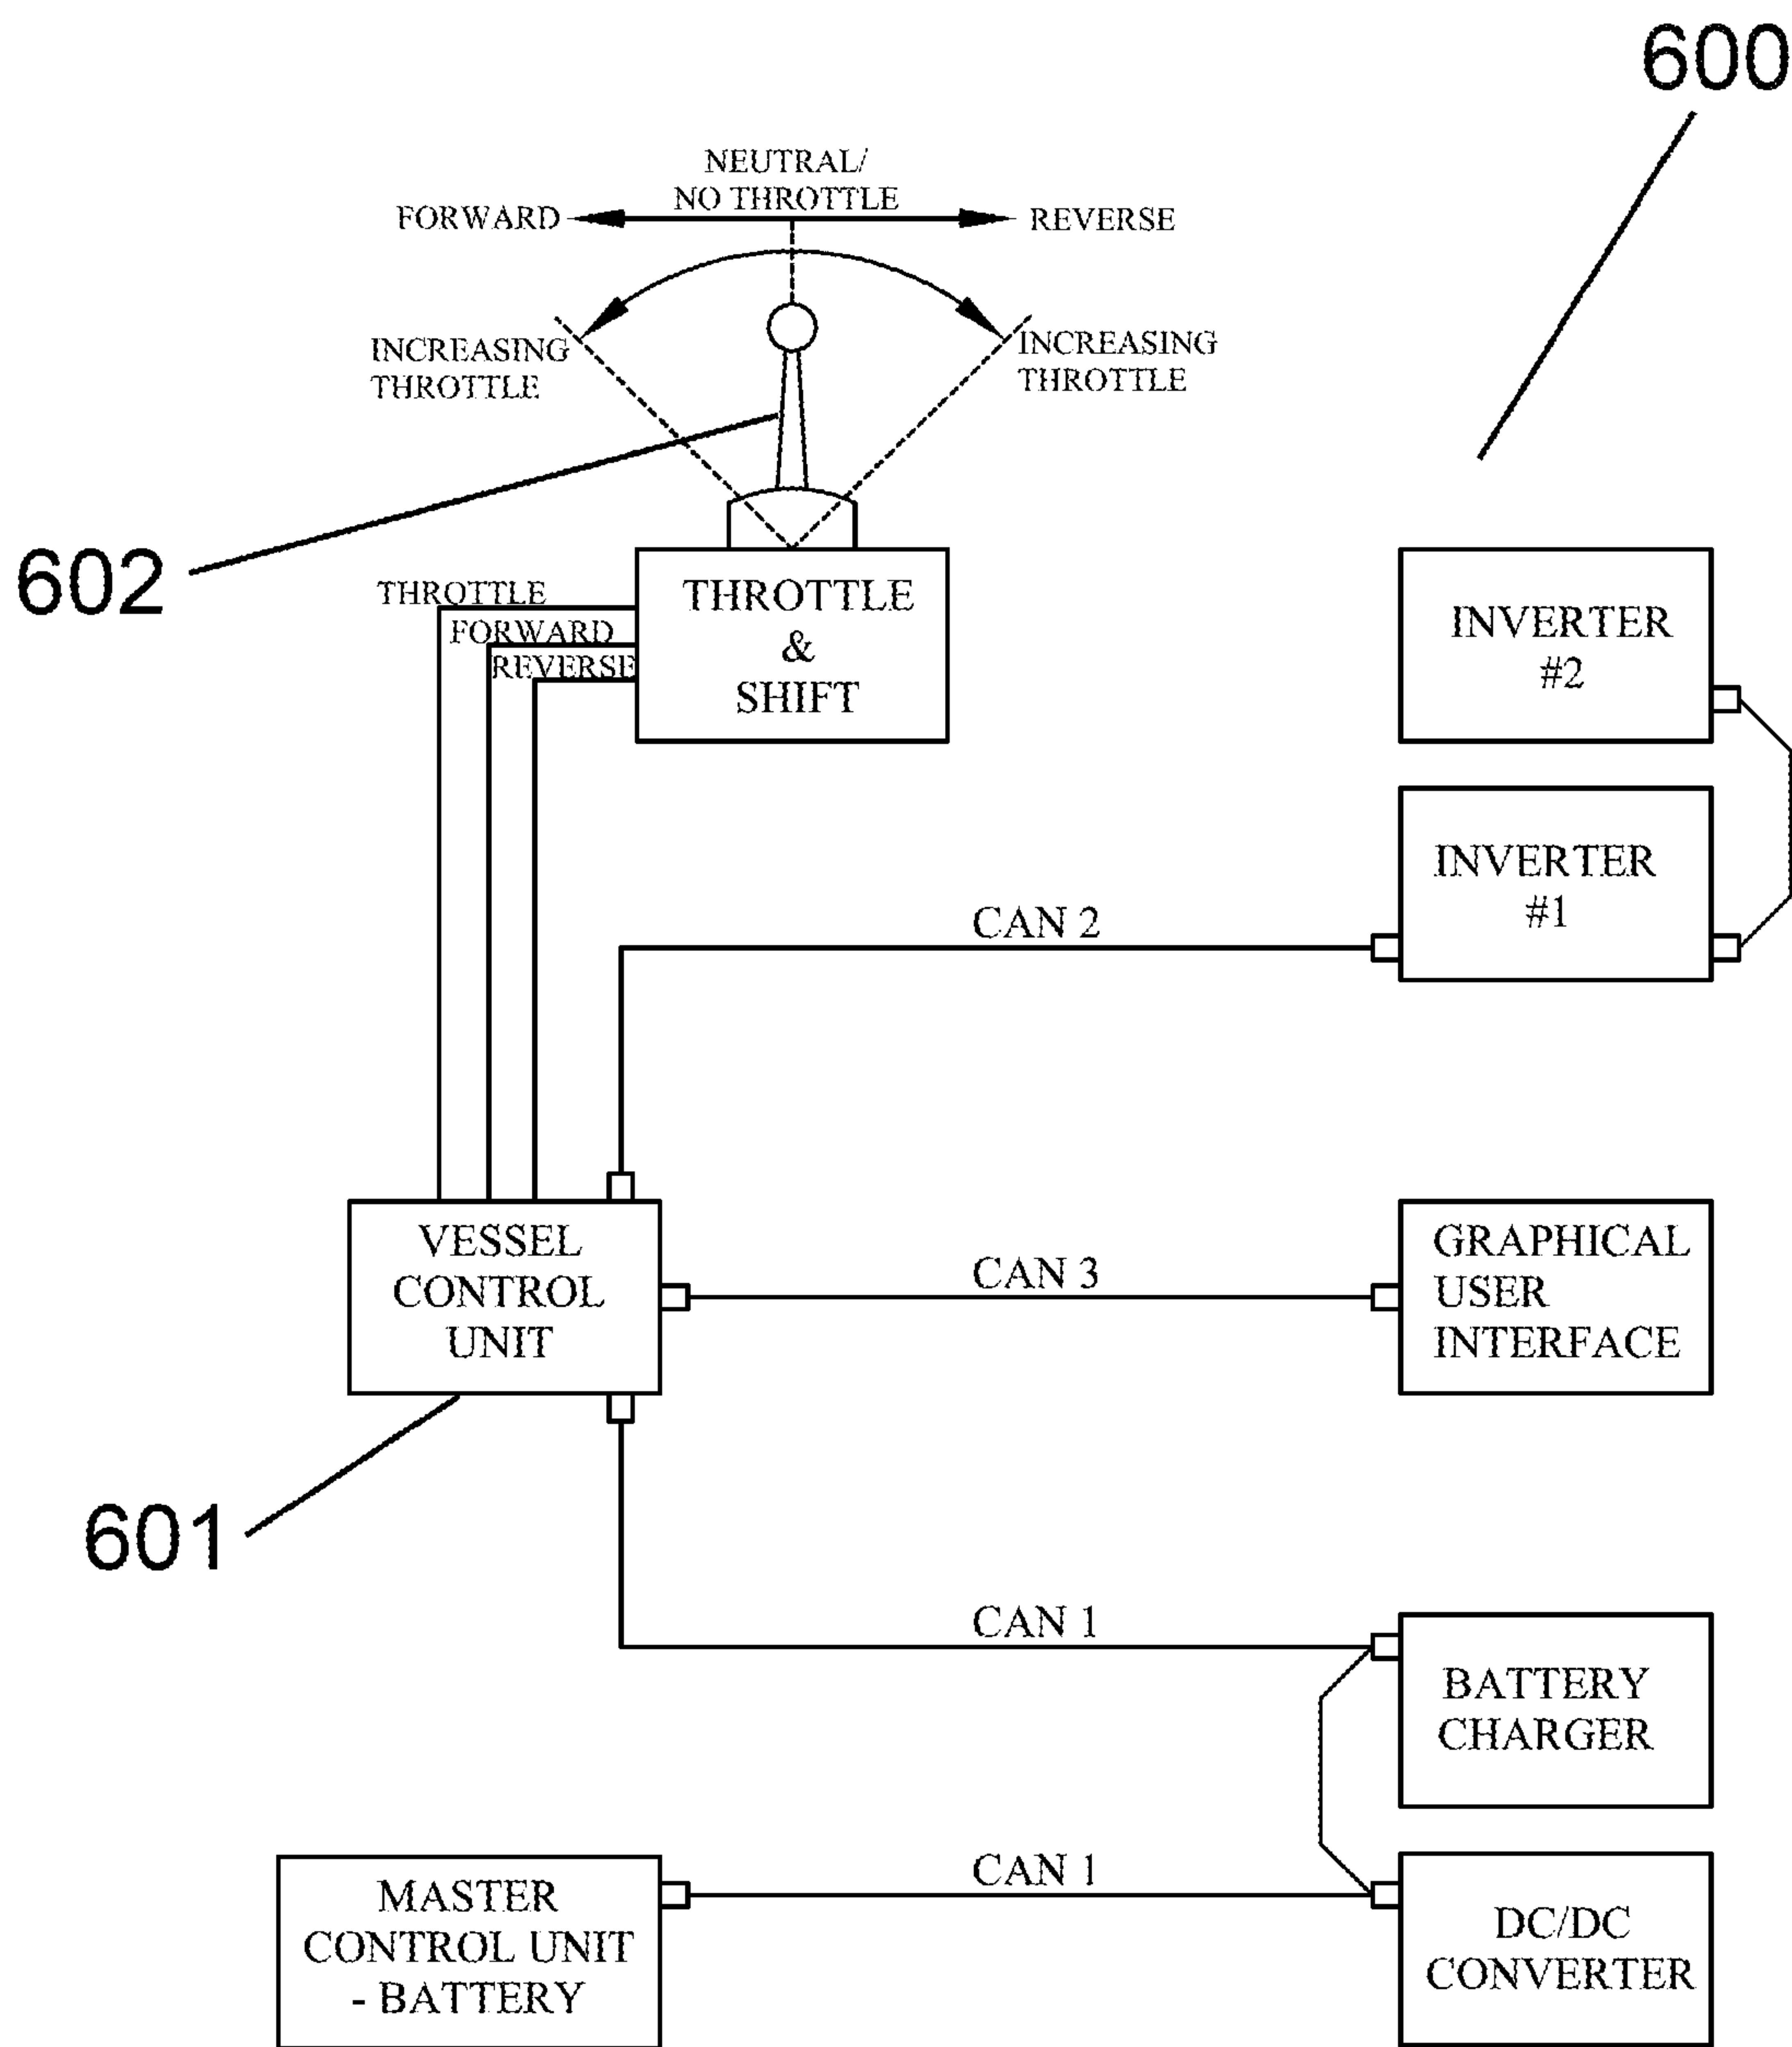 600
NEUTRAL/
NO THROTTLE
FORWARD
REVERSE
INCREASING
THROTTLE
INCREASING
THROTTLE
602
THROTTLE
FORWARD
REVERSE
THROTTLE
&
SHIFT
INVERTER
#2
INVERTER
#1
CAN 2
VESSEL
CONTROL
UNIT
CAN 3
GRAPHICAL
USER
INTERFACE
601
CAN 1
BATTERY
CHARGER
MASTER
CONTROL UNIT
- BATTERY
CAN 1
DC/DC
CONVERTER